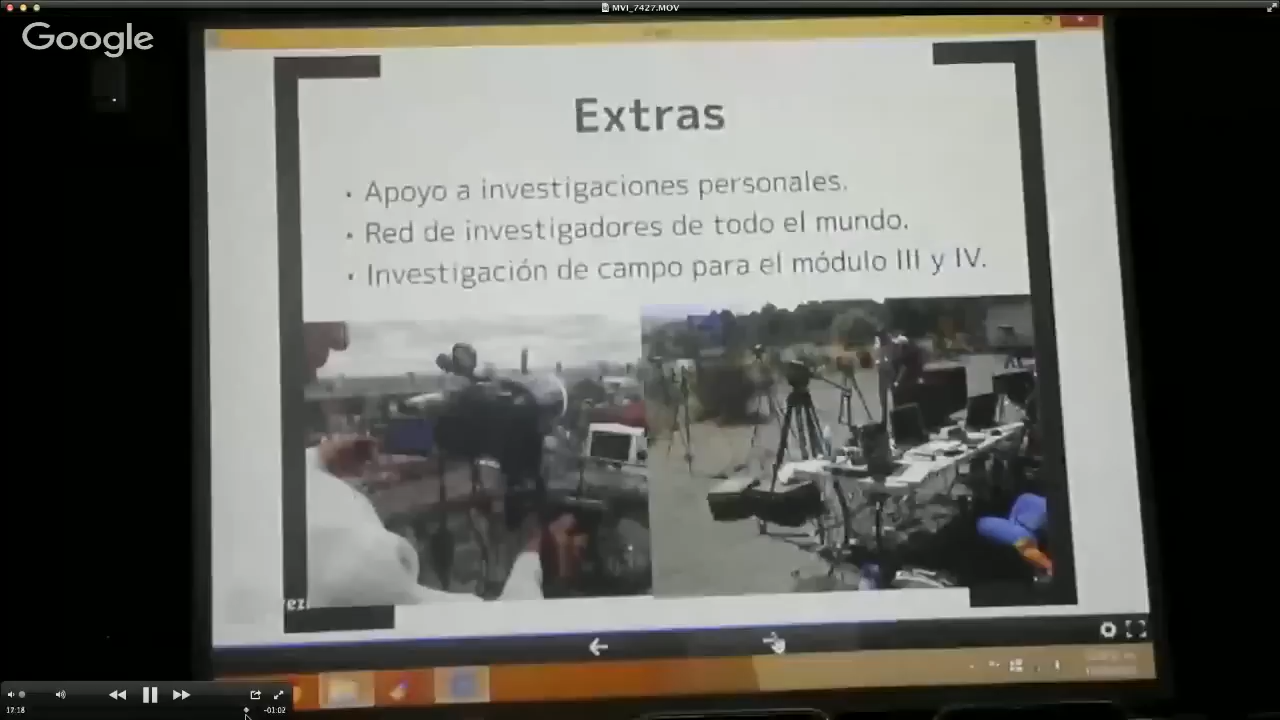 MVI_7427.MOV
Google
Extras
• Apoyo a investigaciones personales.
• Red de investigadores de todo el mundo.
• Investigación de campo para el módulo III y IV.
ez
17:18
-01:02